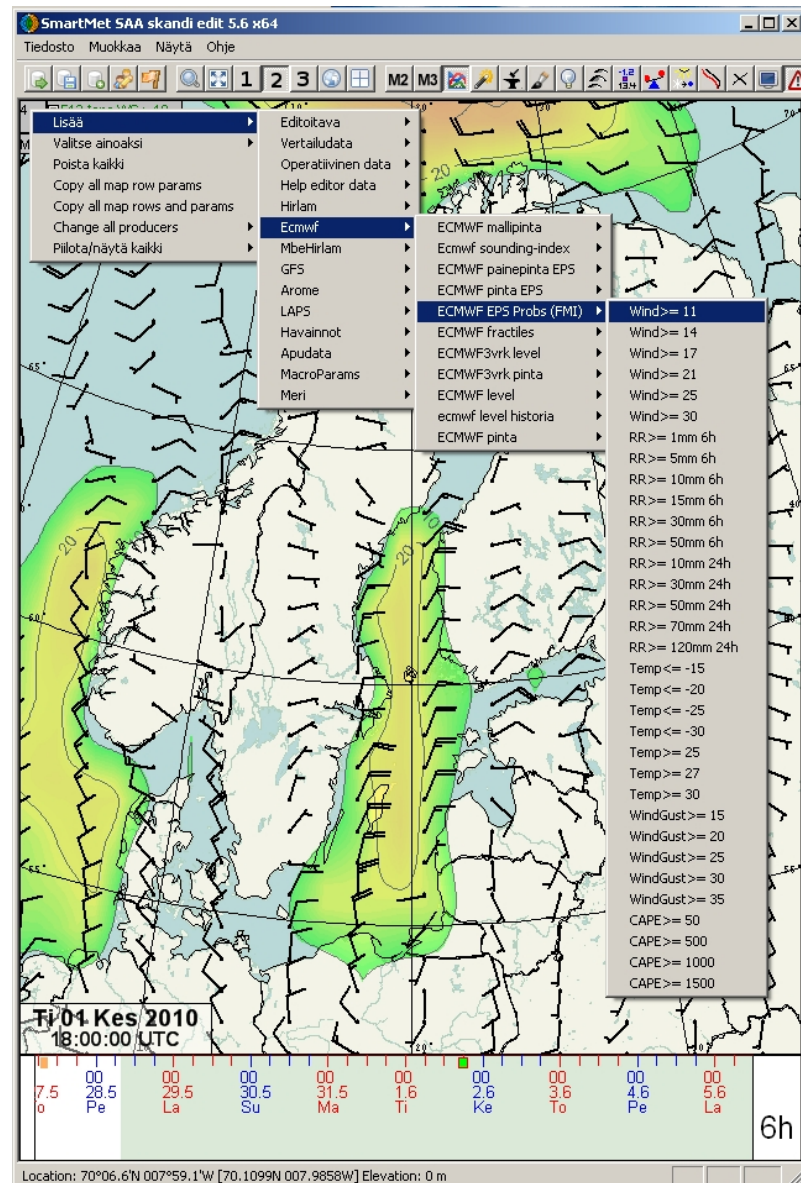 SmartMet SAA skandi edit 5.6 x64
Tiedosto Muokkaa Näytä Ohje
1 2 3 M2 M3
Lisää
Valitse ainoaksi
Poista kaikki
Copy all map row params
Copy all map rows and params
Change all producers
Piilota/näytä kaikki
Editoitava
Vertailudata
Operatiivinen data
Help editor data
Hirlam
Ecmwf
MbeHirlam
GFS
Arome
LAPS
Havainnot
Apudata
MacroParams
Meri
ECMWF mallipinta
Ecmwf sounding-index
ECMWF painepinta EPS
ECMWF pinta EPS
ECMWF EPS Probs (FMI)
ECMWF fractiles
ECMWF3vrk level
ECMWF3vrk pinta
ECMWF level
ecmwf level historia
ECMWF pinta
Wind>= 11
Wind>= 14
Wind>= 17
Wind>= 21
Wind>= 25
Wind>= 30
RR>= 1mm 6h
RR>= 5mm 6h
RR>= 10mm 6h
RR>= 15mm 6h
RR>= 30mm 6h
RR>= 50mm 6h
RR>= 10mm 24h
RR>= 30mm 24h
RR>= 50mm 24h
RR>= 70mm 24h
RR>= 120mm 24h
Temp<= -15
Temp<= -20
Temp<= -25
Temp<= -30
Temp>= 25
Temp>= 27
Temp>= 30
WindGust>= 15
WindGust>= 20
WindGust>= 25
WindGust>= 30
WindGust>= 35
CAPE>= 50
CAPE>= 500
CAPE>= 1000
CAPE>= 1500
20
65°
20
20
10
60°
55°
20°
Ti 01 Kes 2010
18:00:00 UTC
00 00 00 00 00 00 00 00 00
7.5 28.5 29.5 30.5 31.5 1.6 2.6 3.6 4.6 5.6
o Pe La Su Ma Ti Ke To Pe La
6h
Location: 70°06.6'N 007°59.1'W [70.1099N 007.9858W] Elevation: 0 m